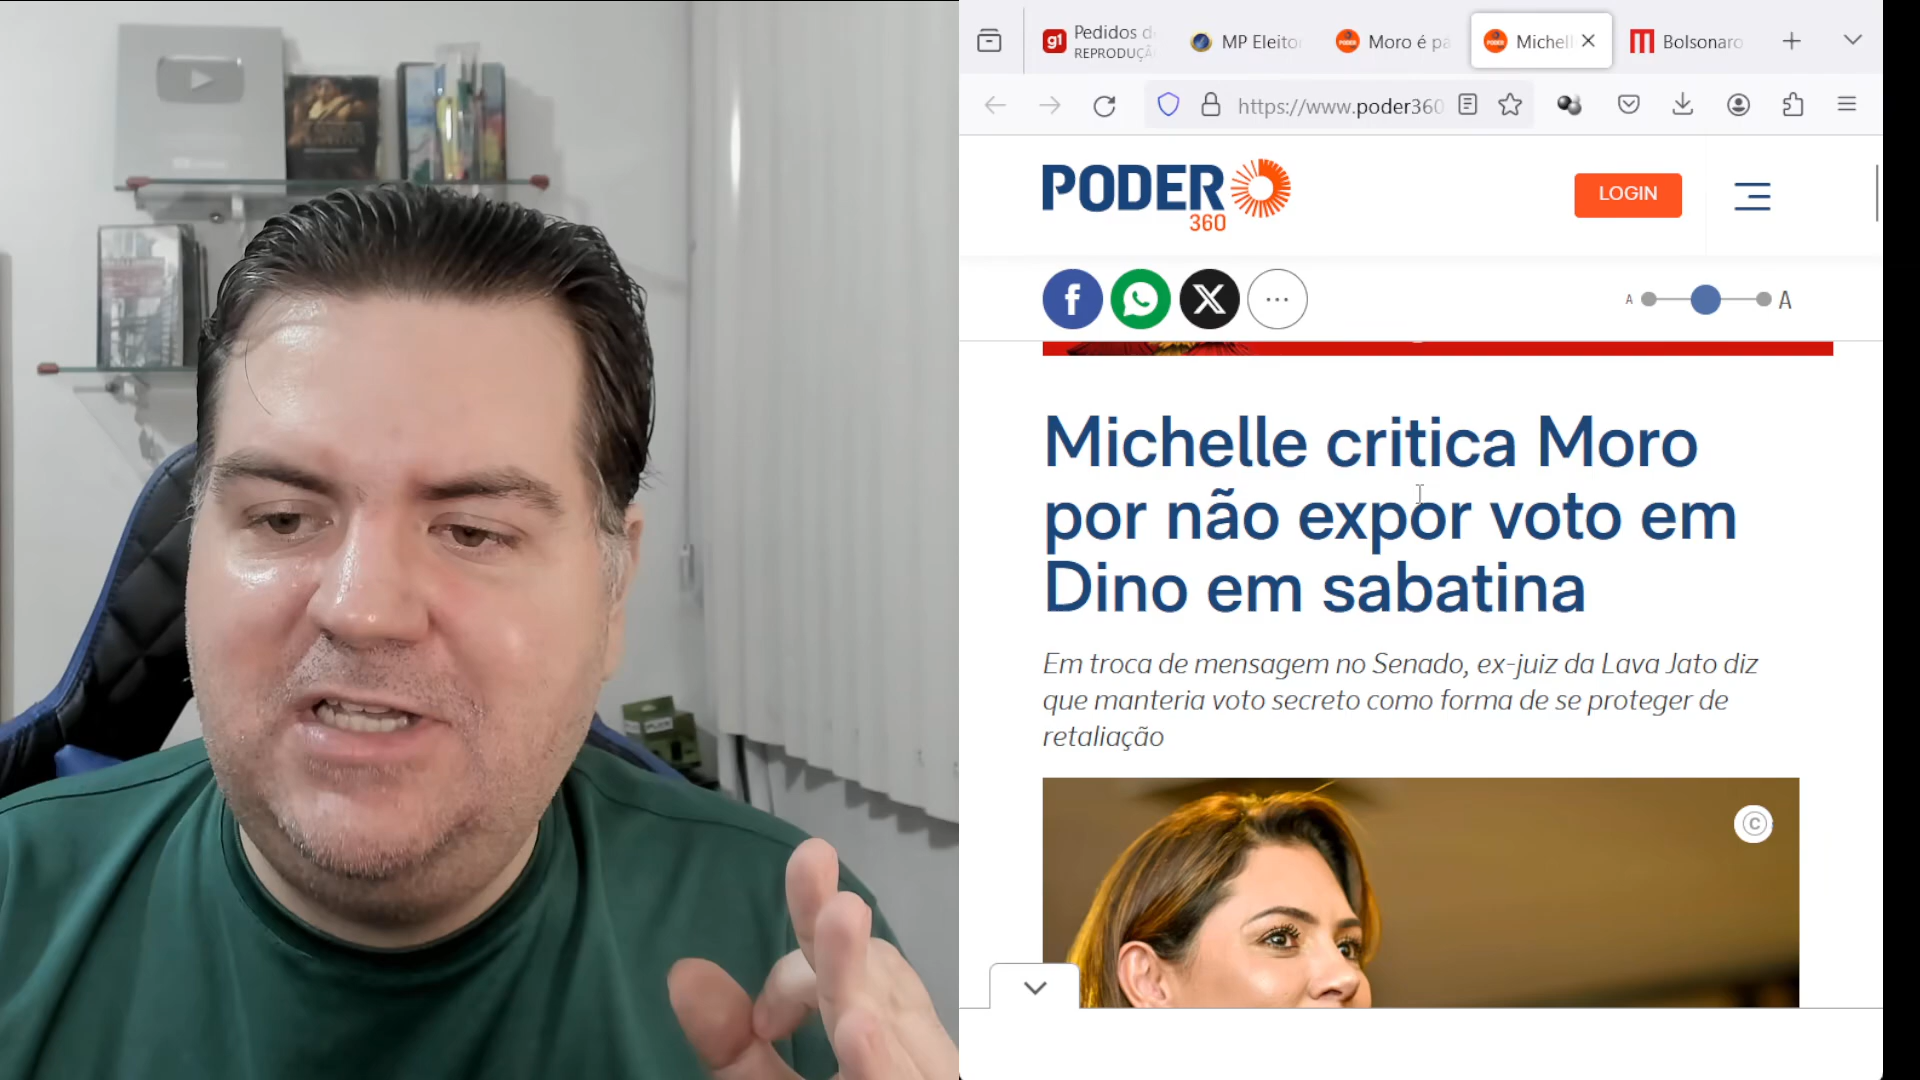 g1 Pedidos d
REPRODUÇÃ
MP Eleitor
Moro é pa
Michell
Bolsonaro
https://www.poder360
PODER
360
LOGIN
A A
Michelle critica Moro
por não expor voto em
Dino em sabatina
Em troca de mensagem no Senado, ex-juiz da Lava Jato diz
que manteria voto secreto como forma de se proteger de
retaliação